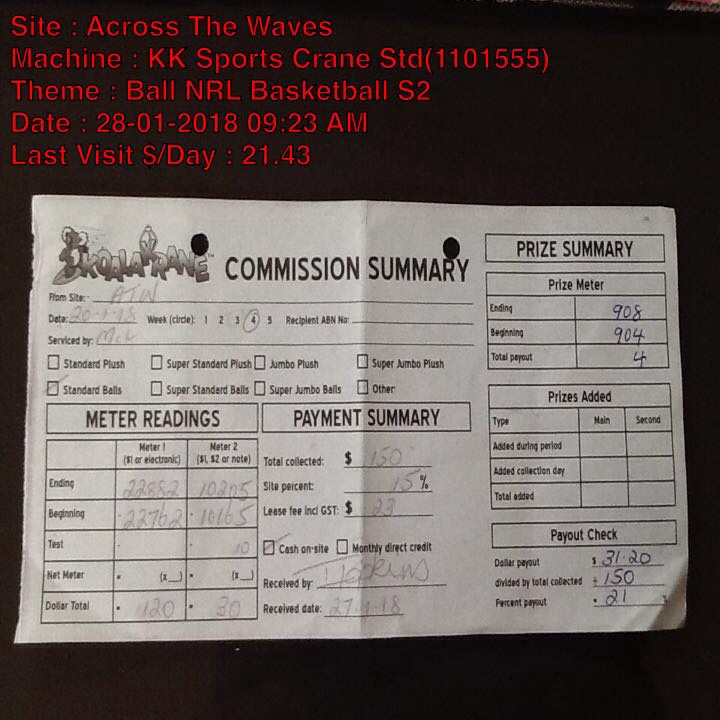 Site : Across The Waves
Machine : KK Sports Crane Std(1101555)
Theme : Ball NRL Basketball S2
Date : 28-01-2018 09:23 AM
Last Visit $/Day : 21.43
KOALA KRANE
COMMISSION SUMMARY
From Site:- ATW
Date: 20-1-18 Week (circle): 1 2 3 4 5 Recipient ABN No:
Serviced by:
Standard Plush Super Standard Plush Jumbo Plush Super Jumbo Plush
Standard Balls Super Standard Balls Super Jumbo Balls Other:
METER READINGS
Meter 1 ($1 or electronic) Meter 2 ($1, $2 or note)
Ending 22882 10205
Beginning 22762 10165
Test - 10
Net Meter = (x__) = (x__)
Dollar Total = 120 = 30
PAYMENT SUMMARY
Total collected: $ 150
Site percent: 15%
Lease fee incl GST: $ 23
Cash on-site Monthly direct credit
Received by: Hopkins
Received date: 27-1-18
PRIZE SUMMARY
Prize Meter
Ending 908
Beginning 904
Total payout 4
Prizes Added
Type Main Second
Added during period
Added collection day
Total added
Payout Check
Dollar payout $ 31.20
divided by total collected ÷ 150
Percent payout = 21 %